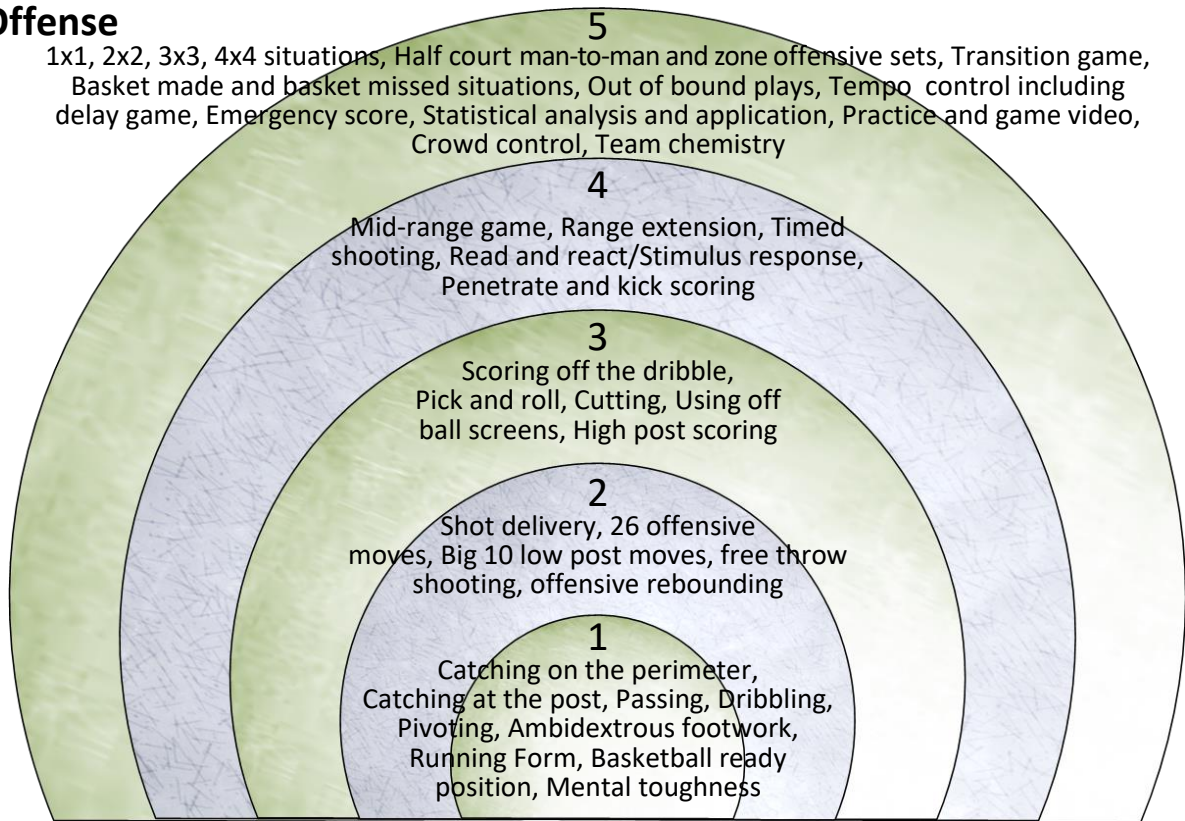 Offense
5
1x1, 2x2, 3x3, 4x4 situations, Half court man-to-man and zone offensive sets, Transition game,
Basket made and basket missed situations, Out of bound plays, Tempo control including
delay game, Emergency score, Statistical analysis and application, Practice and game video,
Crowd control, Team chemistry
4
Mid-range game, Range extension, Timed
shooting, Read and react/Stimulus response,
Penetrate and kick scoring
3
Scoring off the dribble,
Pick and roll, Cutting, Using off
ball screens, High post scoring
2
Shot delivery, 26 offensive
moves, Big 10 low post moves, free throw
shooting, offensive rebounding
1
Catching on the perimeter,
Catching at the post, Passing, Dribbling,
Pivoting, Ambidextrous footwork,
Running Form, Basketball ready
position, Mental toughness